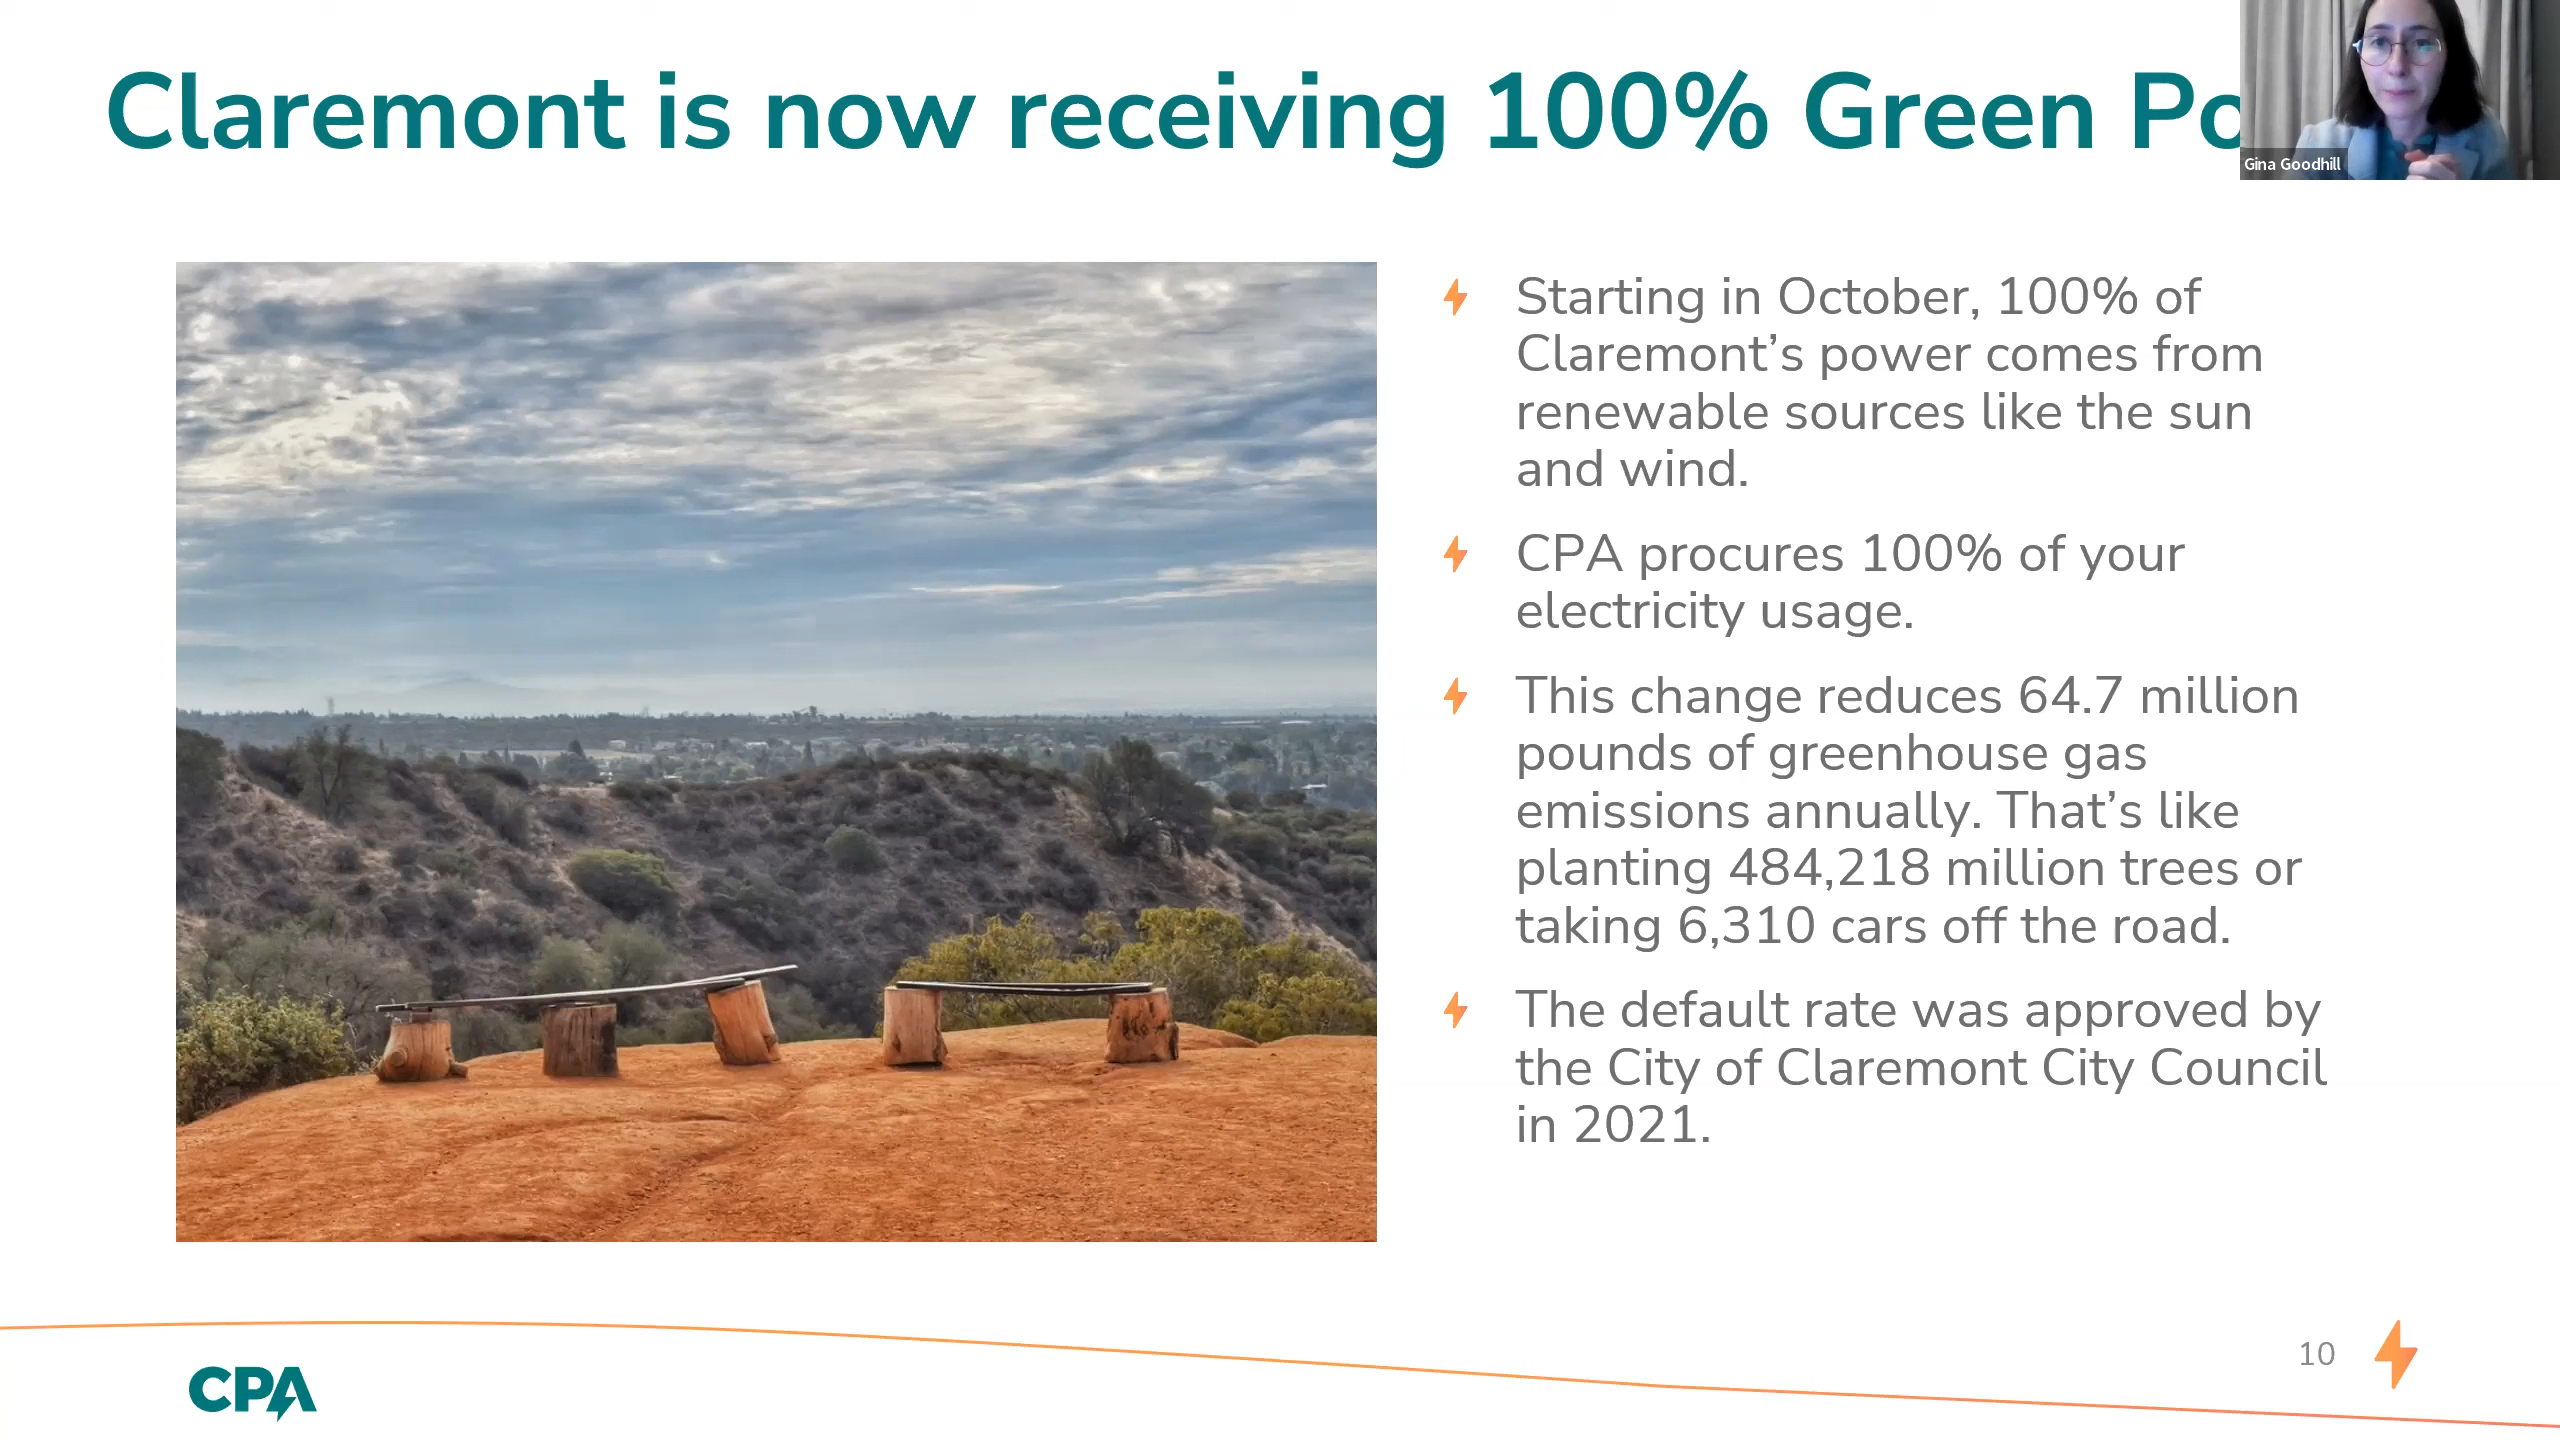 Claremont is now receiving 100% Green Po
Gina Goodhill
Starting in October, 100% of
Claremont’s power comes from
renewable sources like the sun
and wind.
CPA procures 100% of your
electricity usage.
This change reduces 64.7 million
pounds of greenhouse gas
emissions annually. That’s like
planting 484,218 million trees or
taking 6,310 cars off the road.
The default rate was approved by
the City of Claremont City Council
in 2021.
10
CPA